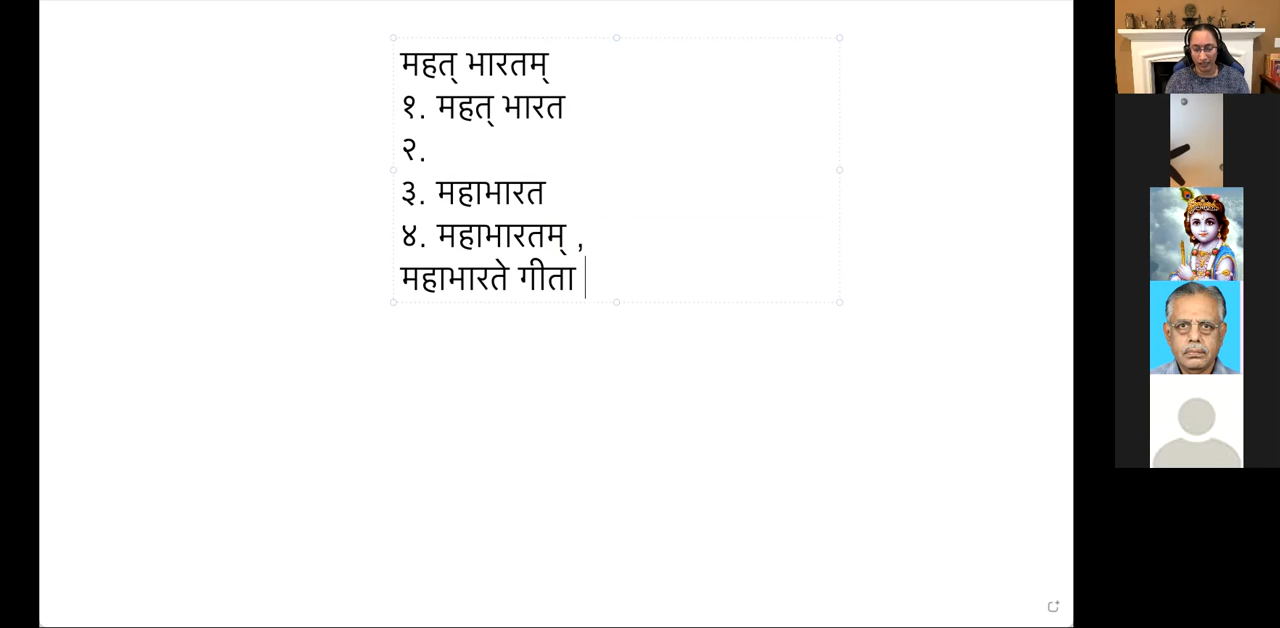 महत् भारतम्
१. महत् भारत
२.
३. महाभारत
४. महाभारतम् ,
महाभारते गीता